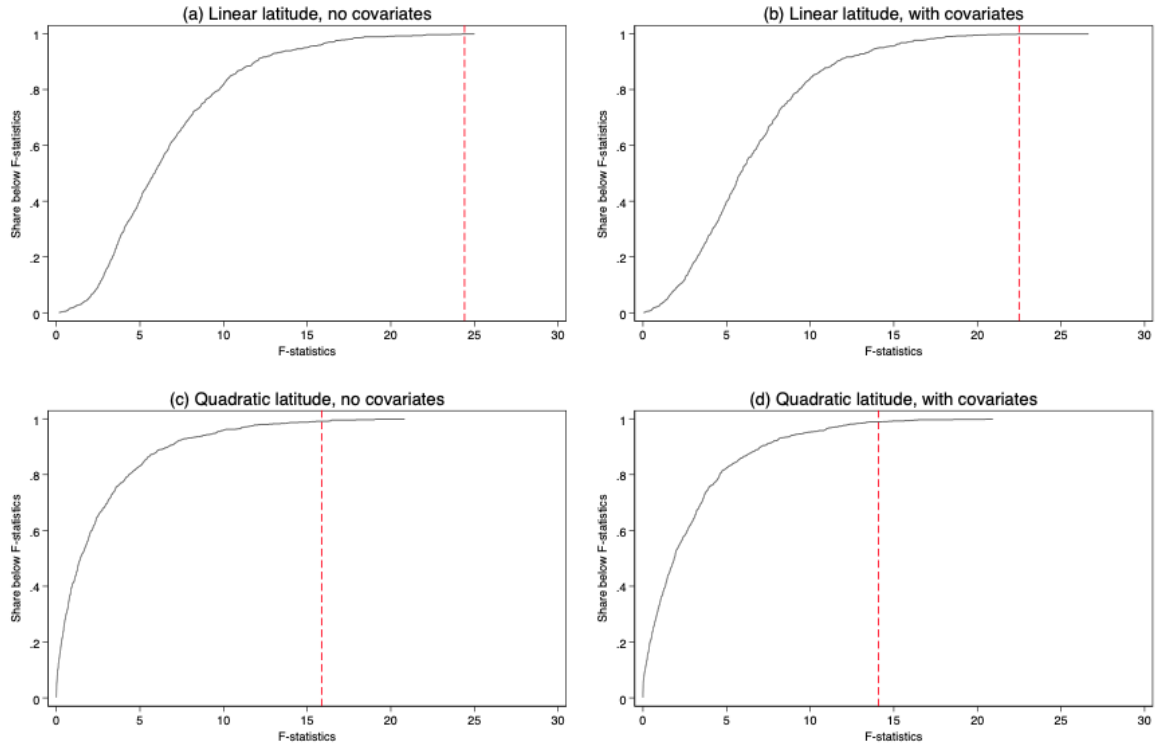 (a) Linear latitude, no covariates
Share below F-statistics
1
.8
.6
.4
.2
0
0 5 10 15 20 25 30
F-statistics
(b) Linear latitude, with covariates
Share below F-statistics
1
.8
.6
.4
.2
0
0 5 10 15 20 25 30
F-statistics
(c) Quadratic latitude, no covariates
Share below F-statistics
1
.8
.6
.4
.2
0
0 5 10 15 20 25 30
F-statistics
(d) Quadratic latitude, with covariates
Share below F-statistics
1
.8
.6
.4
.2
0
0 5 10 15 20 25 30
F-statistics